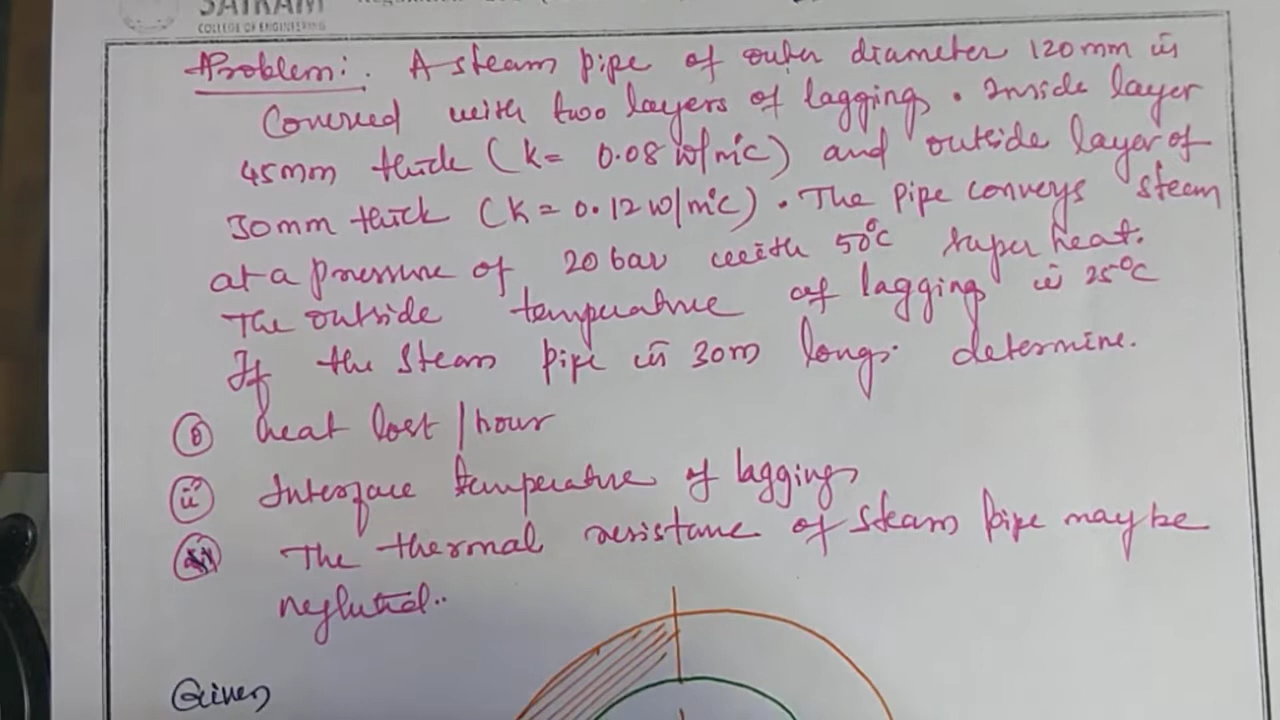 SAIRAM
COLLEGE OF ENGINEERING
Problem:. A steam pipe of outer diameter 120mm is
Covered with two layers of lagging. Inside layer
45mm thick (K= 0.08 w/m°c) and outside layer of
30mm thick (K=0.12w/m°c). The pipe conveys steam
at a pressure of 20 bar with 50°C super heat.
The outside temperature of lagging is 25°C
If the steam pipe is 30m long. determine.
(i) heat lost/hour
(ii) Interface temperature of lagging
The thermal resistance of steam pipe may be
neglected..
Given